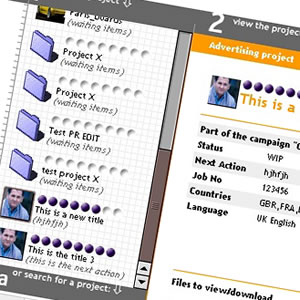 a project:
Paris_boards
(waiting items)
Project X
(waiting items)
Project X
(waiting items)
Test PR EDIT
(waiting items)
test project X
(waiting items)
This is a new title
(hjhfjh)
This is the title 3
(this is the next action)
a or search for a project:
2 view the projec
Advertising project
This is a
Part of the campaign "C
Status WIP
Next Action hjhfjh
Job No 123456
Countries GBR,FRA,
Language UK English
Files to view/download